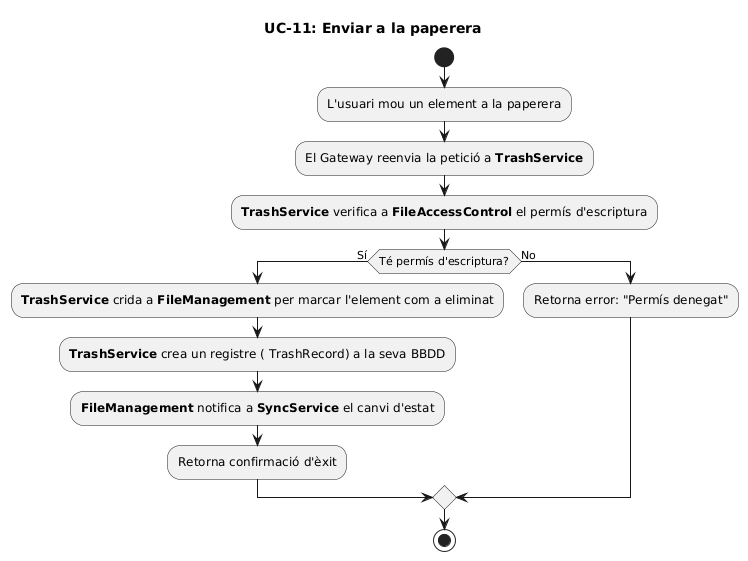 UC-11: Enviar a la paperera
L'usuari mou un element a la paperera
El Gateway reenvia la petició a TrashService
TrashService verifica a FileAccessControl el permís d'escriptura
Té permís d'escriptura?
Sí
No
TrashService crida a FileManagement per marcar l'element com a eliminat
Retorna error: "Permís denegat"
TrashService crea un registre ( TrashRecord) a la seva BBDD
FileManagement notifica a SyncService el canvi d'estat
Retorna confirmació d'èxit